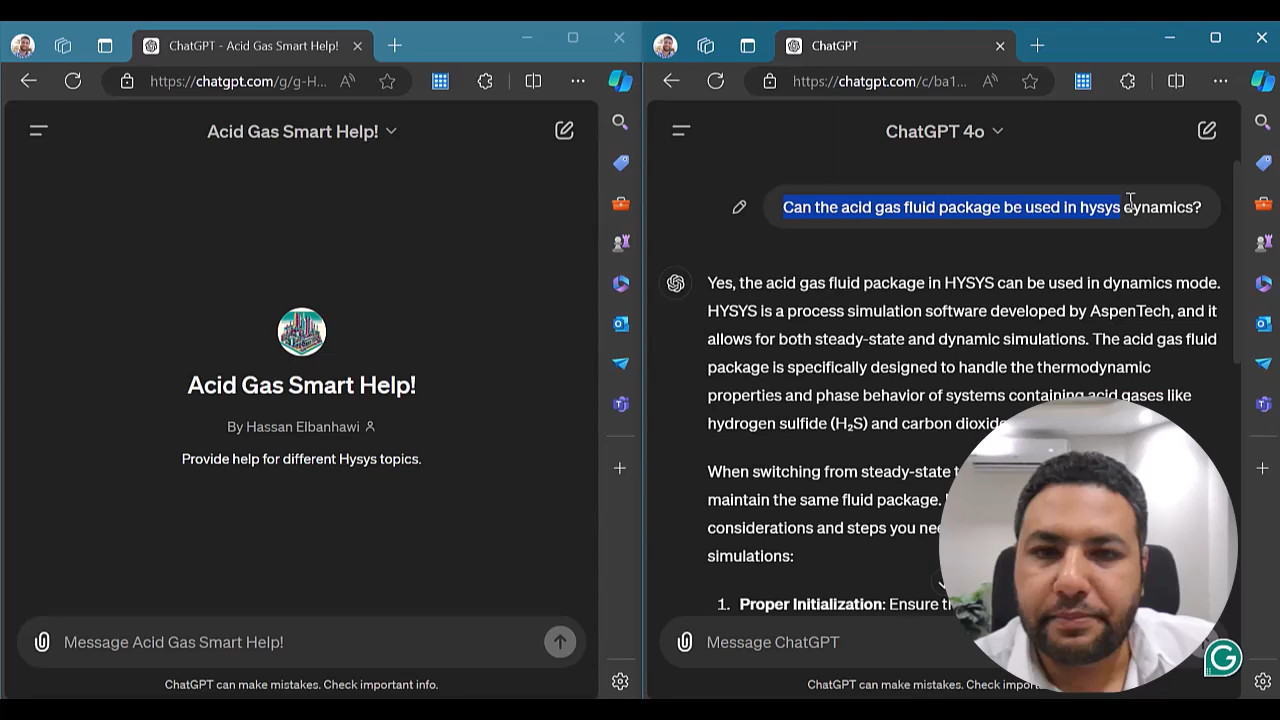 ChatGPT - Acid Gas Smart Help!
https://chatgpt.com/g/g-H...
Acid Gas Smart Help!
Acid Gas Smart Help!
By Hassan Elbanhawi
Provide help for different Hysys topics.
Message Acid Gas Smart Help!
ChatGPT can make mistakes. Check important info.
ChatGPT
https://chatgpt.com/c/ba1...
ChatGPT 4o
Can the acid gas fluid package be used in hysys dynamics?
Yes, the acid gas fluid package in HYSYS can be used in dynamics mode.
HYSYS is a process simulation software developed by AspenTech, and it
allows for both steady-state and dynamic simulations. The acid gas fluid
package is specifically designed to handle the thermodynamic
properties and phase behavior of systems containing acid gases like
hydrogen sulfide (H₂S) and carbon
When switching from steady-state
maintain the same fluid package.
considerations and steps you
simulations:
1. Proper Initialization: Ensure
Message ChatGPT
ChatGPT can make mistakes. Check